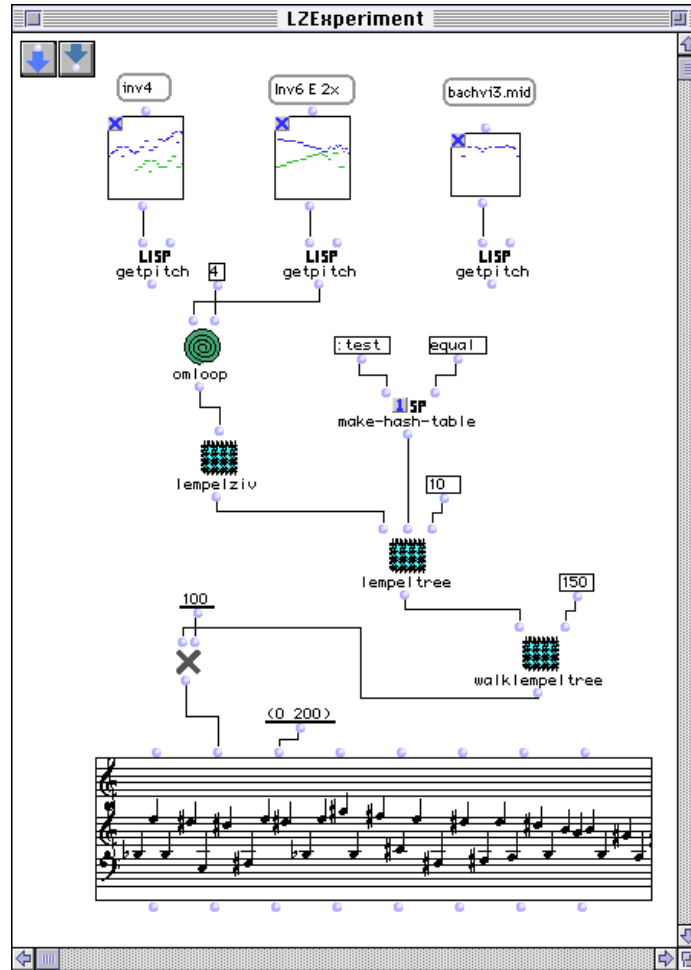 LZExperiment
inv4
Inv6 E 2x
bachvi3.mid
LISP
getpitch
LISP
getpitch
LISP
getpitch
4
omloop
:test
equal
1 SP
make-hash-table
lempelziv
10
lempeltree
150
100
walklempeltree
(0 200)